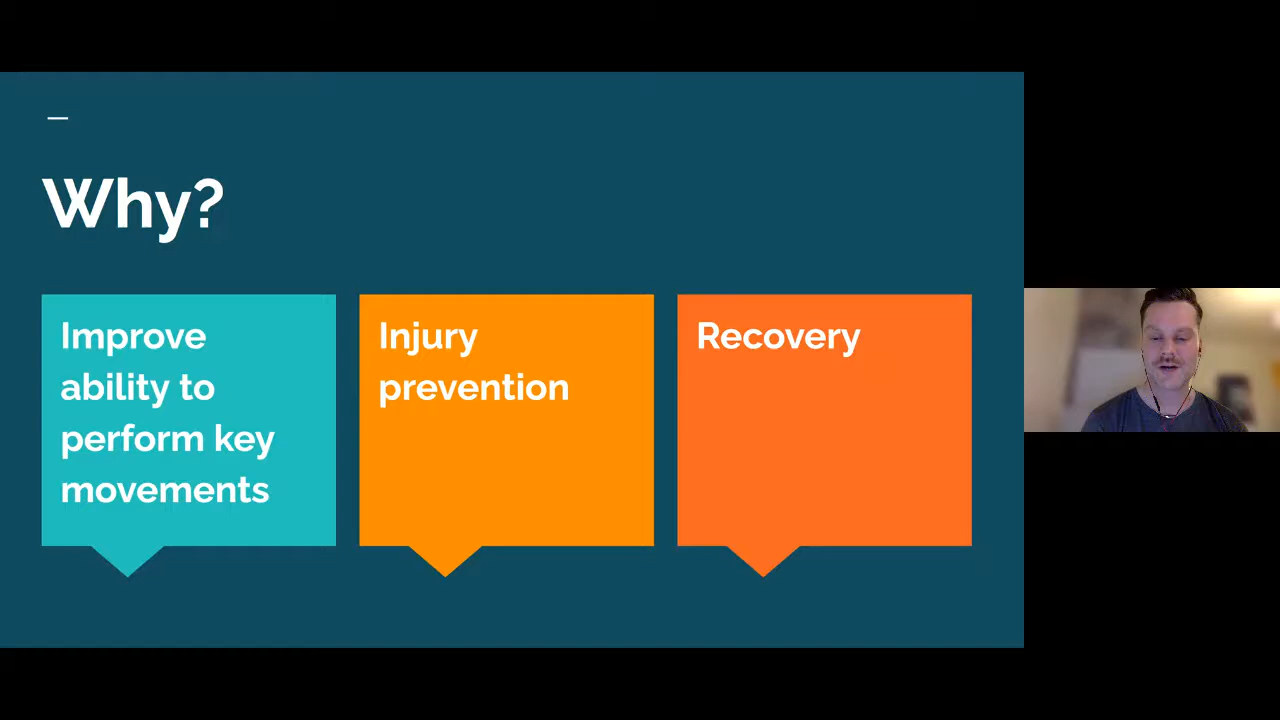 Why?
Improve
ability to
perform key
movements
Injury
prevention
Recovery